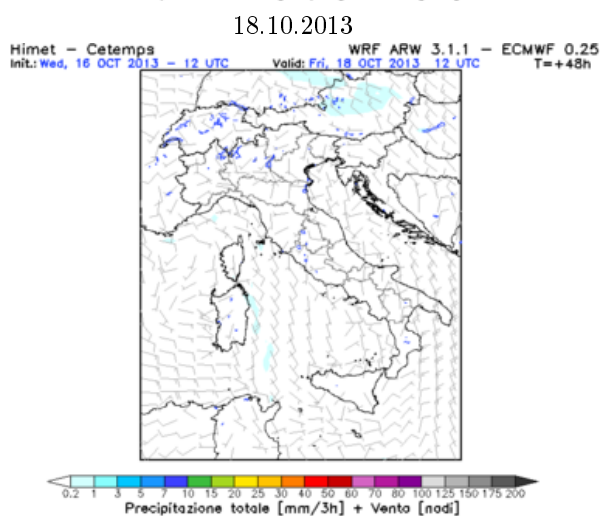 18.10.2013
Himet – Cetemps WRF ARW 3.1.1 – ECMWF 0.25
Init.: Wed, 16 OCT 2013 – 12 UTC Valid: Fri, 18 OCT 2013 12 UTC T=+48h
0.2 1 3 5 7 10 15 20 25 30 40 50 60 70 80 100 125 150 175 200
Precipitazione totale [mm/3h] + Vento [nodi]